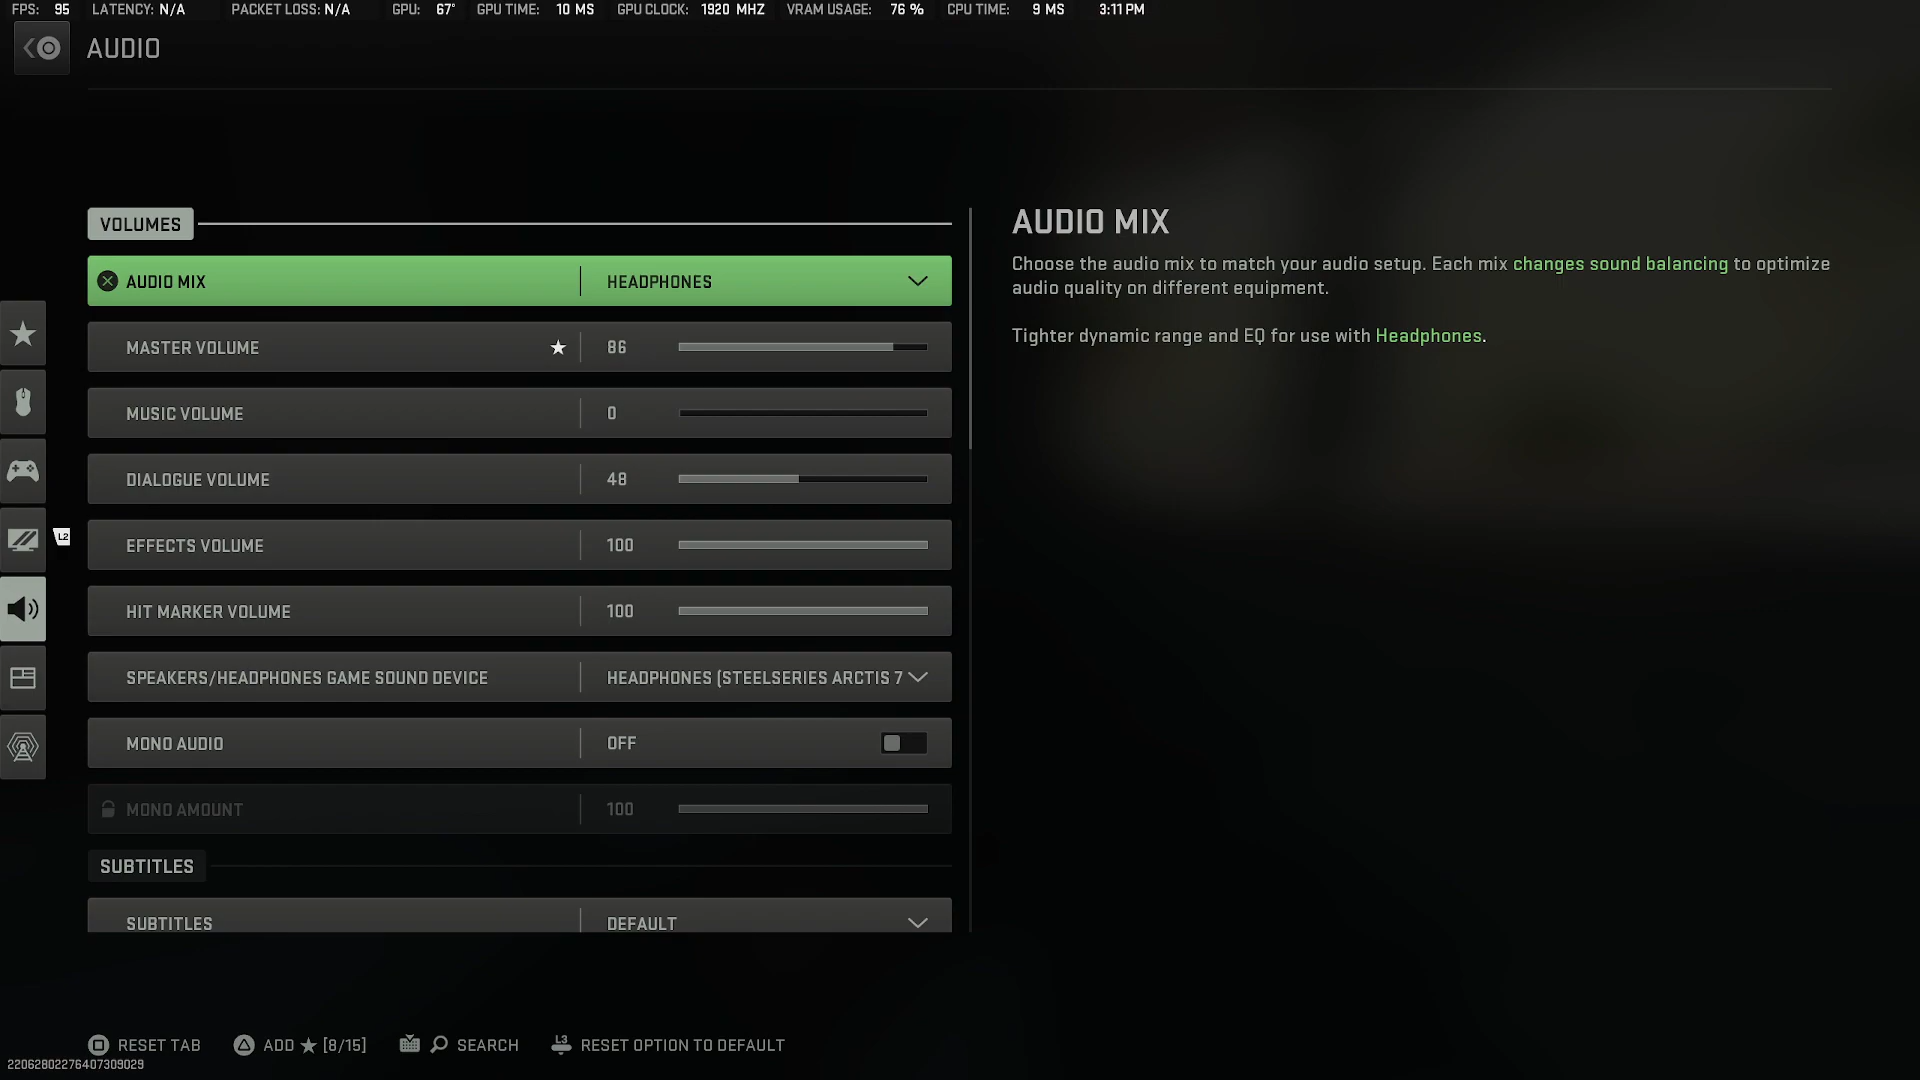 FPS: 95 LATENCY: N/A PACKET LOSS: N/A GPU: 67° GPU TIME: 10 MS GPU CLOCK: 1920 MHZ VRAM USAGE: 76 % CPU TIME: 9 MS 3:11 PM
AUDIO
VOLUMES
AUDIO MIX HEADPHONES
MASTER VOLUME 86
MUSIC VOLUME 0
DIALOGUE VOLUME 48
EFFECTS VOLUME 100
HIT MARKER VOLUME 100
SPEAKERS/HEADPHONES GAME SOUND DEVICE HEADPHONES (STEELSERIES ARCTIS 7
MONO AUDIO OFF
MONO AMOUNT 100
SUBTITLES
SUBTITLES DEFAULT
L2
AUDIO MIX
Choose the audio mix to match your audio setup. Each mix changes sound balancing to optimize
audio quality on different equipment.
Tighter dynamic range and EQ for use with Headphones.
RESET TAB ADD ★ [8/15] SEARCH L3 RESET OPTION TO DEFAULT
22062802276407309029